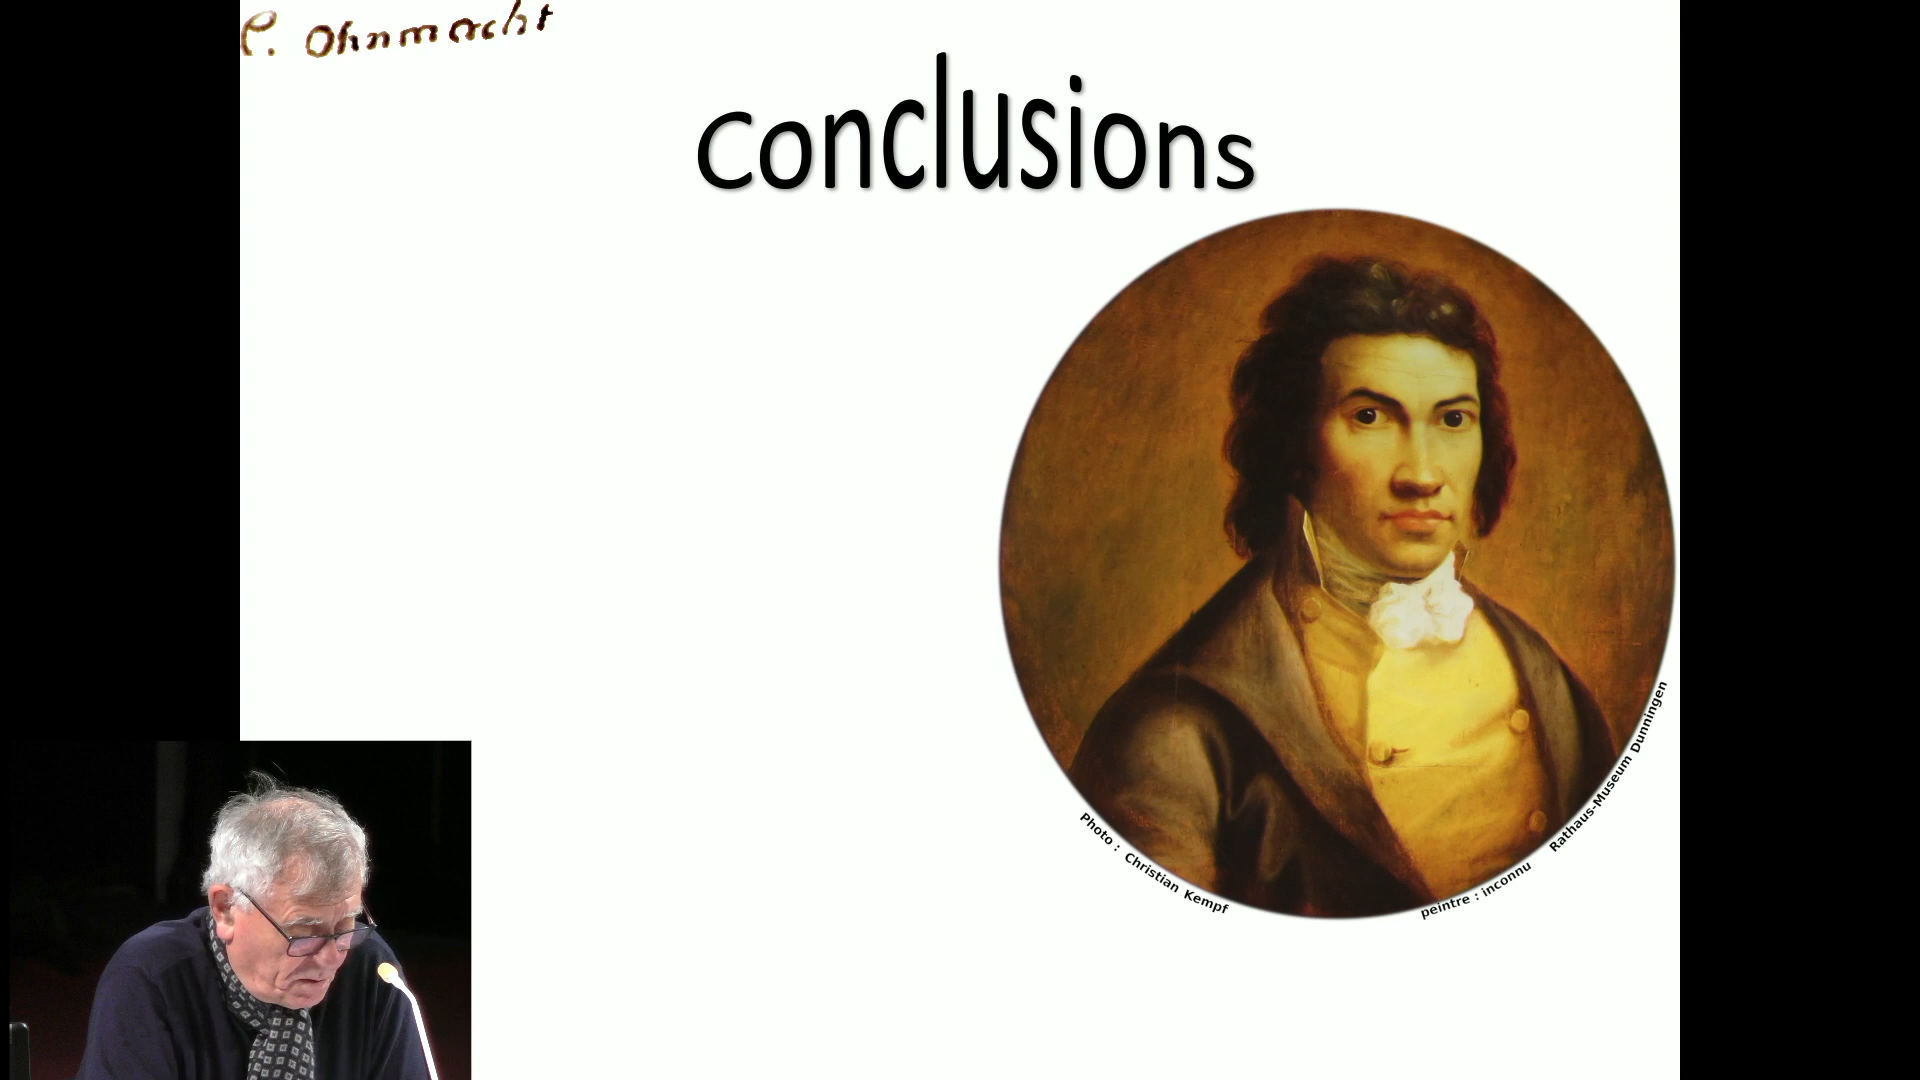 C. Ohnmacht
Conclusions
Photo : Christian Kempf
peintre : inconnu
Rathaus-Museum Dunningen